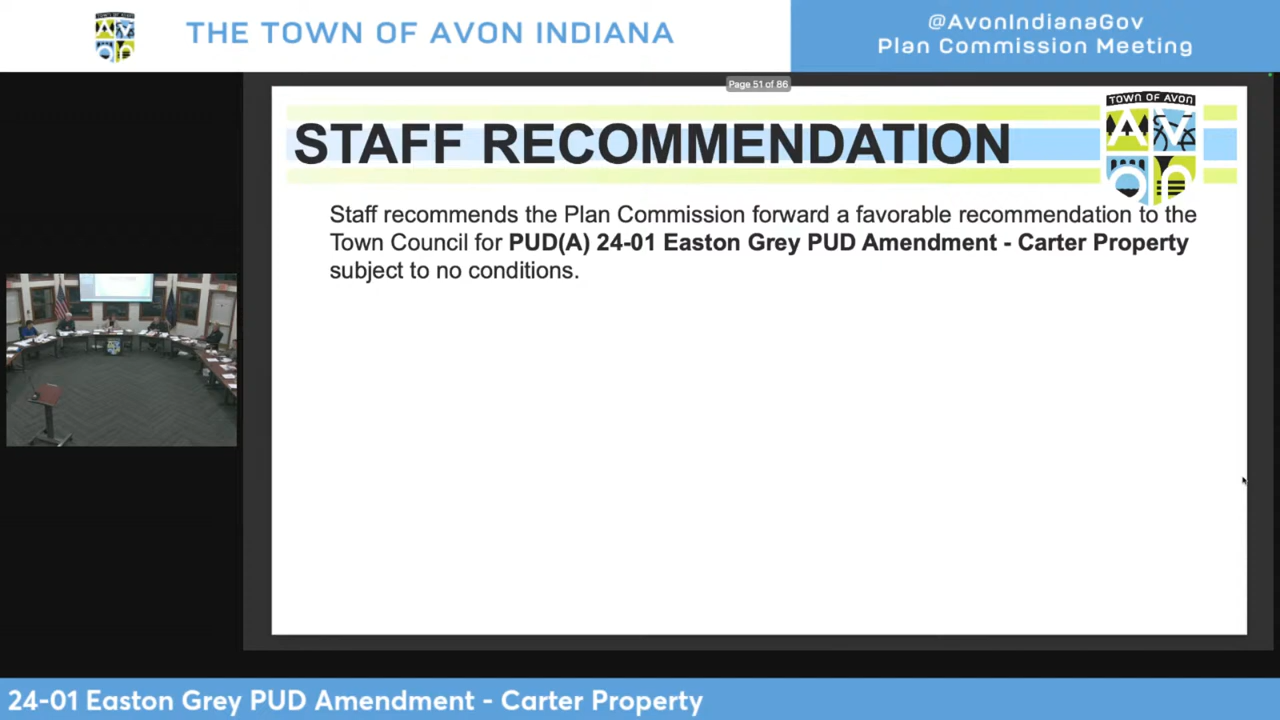 THE TOWN OF AVON INDIANA
@AvonIndianaGov
Plan Commission Meeting
Page 51 of 86
TOWN OF AVON
Avon
STAFF RECOMMENDATION
Staff recommends the Plan Commission forward a favorable recommendation to the
Town Council for PUD(A) 24-01 Easton Grey PUD Amendment - Carter Property
subject to no conditions.
24-01 Easton Grey PUD Amendment - Carter Property